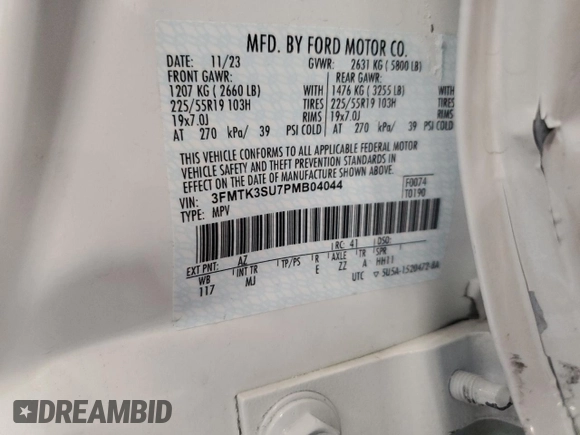 MFD. BY FORD MOTOR CO.
DATE: 11/23 GVWR: 2631 KG ( 5800 LB)
FRONT GAWR: REAR GAWR:
1207 KG ( 2660 LB) 1476 KG ( 3255 LB)
225/55R19 103H TIRES 225/55R19 103H TIRES
19x7.0J RIMS 19x7.0J RIMS
AT 270 kPa/ 39 PSI COLD AT 270 kPa/ 39 PSI COLD
THIS VEHICLE CONFORMS TO ALL APPLICABLE FEDERAL MOTOR
VEHICLE SAFETY AND THEFT PREVENTION STANDARDS IN
EFFECT ON THE DATE OF MANUFACTURE SHOWN ABOVE.
VIN: 3FMTK3SU7PMB04044 F0074
TYPE: MPV T0190
EXT PNT: AZ RC: 41 DSO:
WB INT TR TP/PS R AXLE TR SPR
117 MJ E ZZ A HH11
UTC
DREAMBID